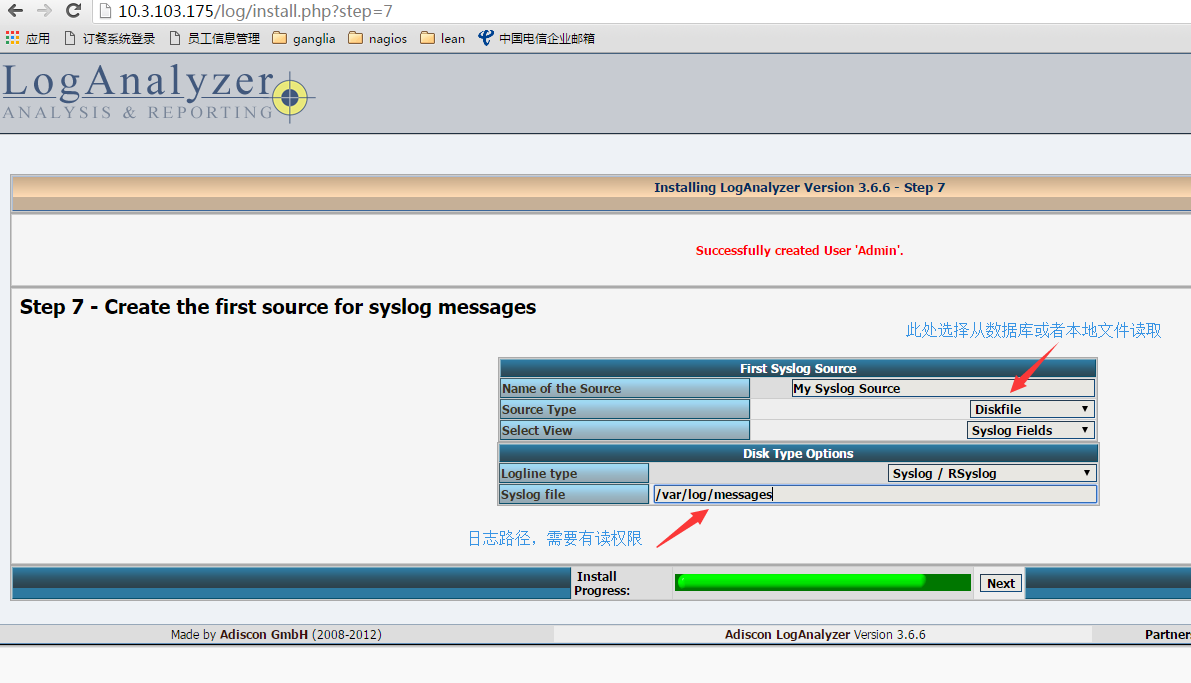 10.3.103.175/log/install.php?step=7
应用 订餐系统登录 员工信息管理 ganglia nagios lean 中国电信企业邮箱
LogAnalyzer
ANALYSIS & REPORTING
Installing LogAnalyzer Version 3.6.6 - Step 7
Successfully created User 'Admin'.
Step 7 - Create the first source for syslog messages
此处选择从数据库或者本地文件读取
First Syslog Source
Name of the Source My Syslog Source
Source Type Diskfile
Select View Syslog Fields
Disk Type Options
Logline type Syslog / RSyslog
Syslog file /var/log/messages
日志路径，需要有读权限
Install
Progress:
Next
Made by Adiscon GmbH (2008-2012) Adiscon LogAnalyzer Version 3.6.6 Partner